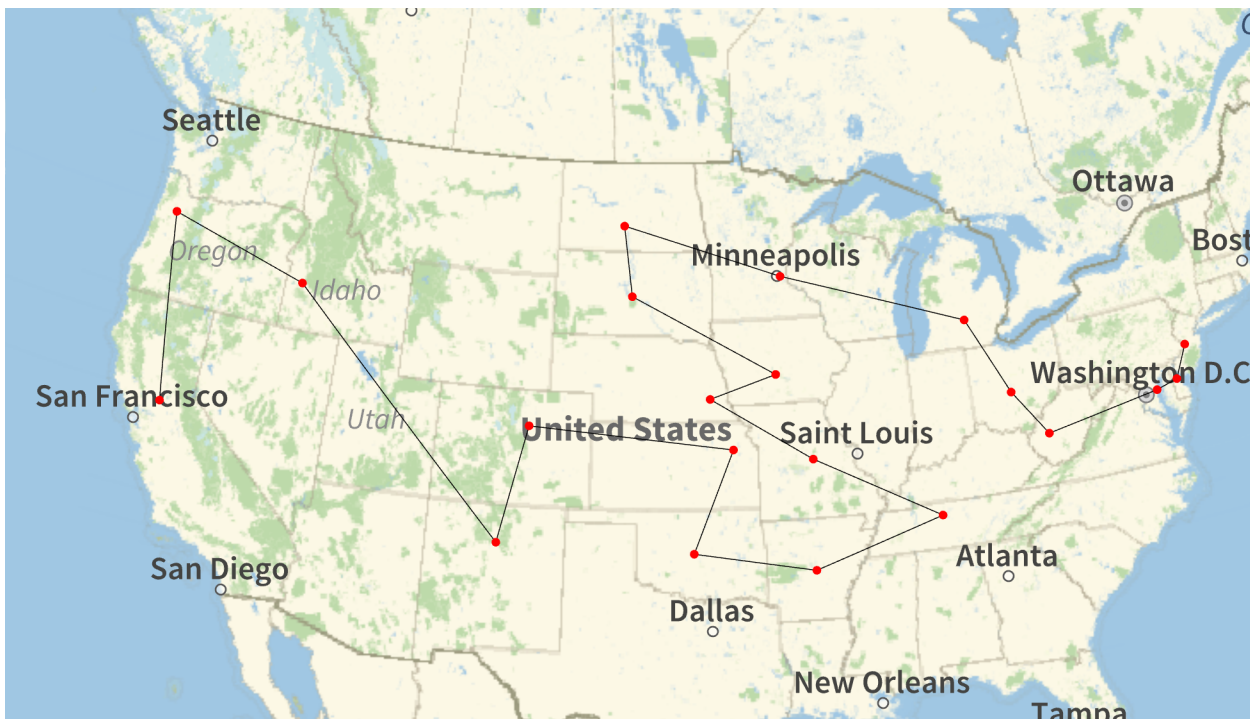 Seattle
Ottawa
Bost
Oregon
Minneapolis
Idaho
Washington D.C
San Francisco
Utah
United States
Saint Louis
Atlanta
San Diego
Dallas
New Orleans
Tampa